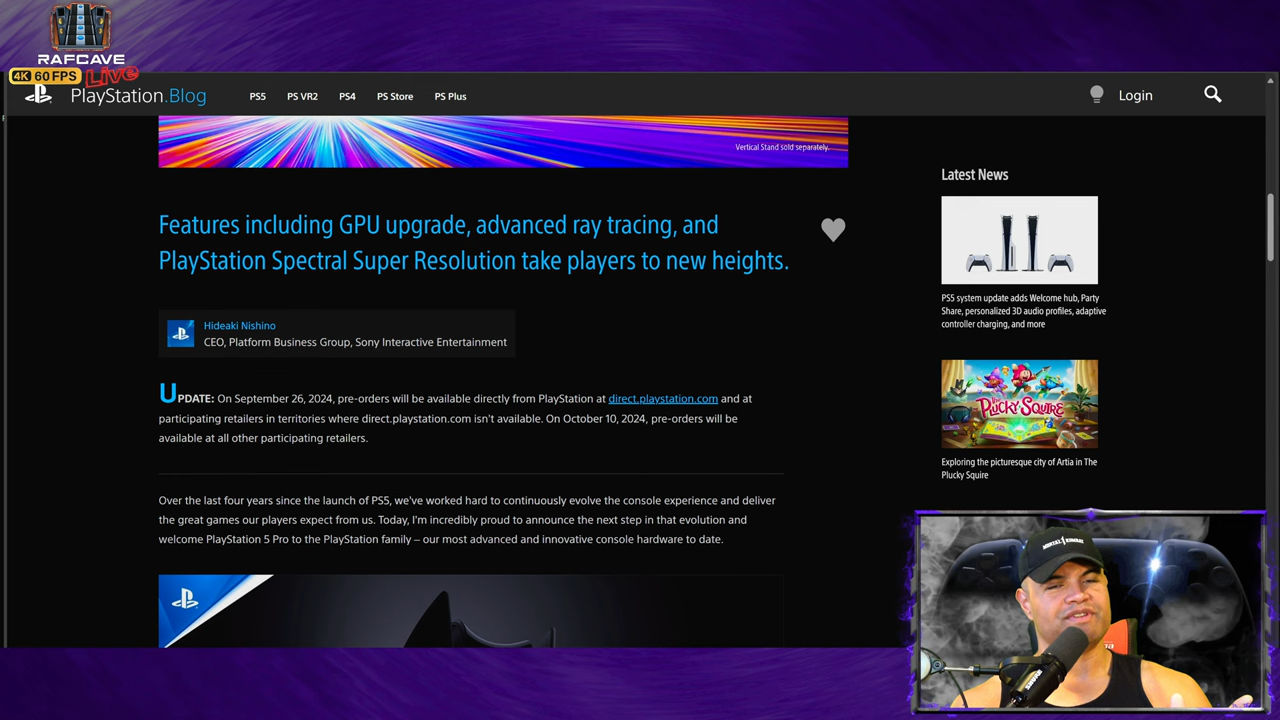 RAFCAVE
4K 60 FPS
Live
PlayStation.Blog
PS5
PS VR2
PS4
PS Store
PS Plus
Login
Vertical Stand sold separately.
Features including GPU upgrade, advanced ray tracing, and
PlayStation Spectral Super Resolution take players to new heights.
Hideaki Nishino
CEO, Platform Business Group, Sony Interactive Entertainment
UPDATE: On September 26, 2024, pre-orders will be available directly from PlayStation at direct.playstation.com and at
participating retailers in territories where direct.playstation.com isn't available. On October 10, 2024, pre-orders will be
available at all other participating retailers.
Over the last four years since the launch of PS5, we've worked hard to continuously evolve the console experience and deliver
the great games our players expect from us. Today, I'm incredibly proud to announce the next step in that evolution and
welcome PlayStation 5 Pro to the PlayStation family – our most advanced and innovative console hardware to date.
Latest News
PS5 system update adds Welcome hub, Party
Share, personalized 3D audio profiles, adaptive
controller charging, and more
The
PLUCKY
SQUIRE
Exploring the picturesque city of Artia in The
Plucky Squire
MORTAL KOMBAT